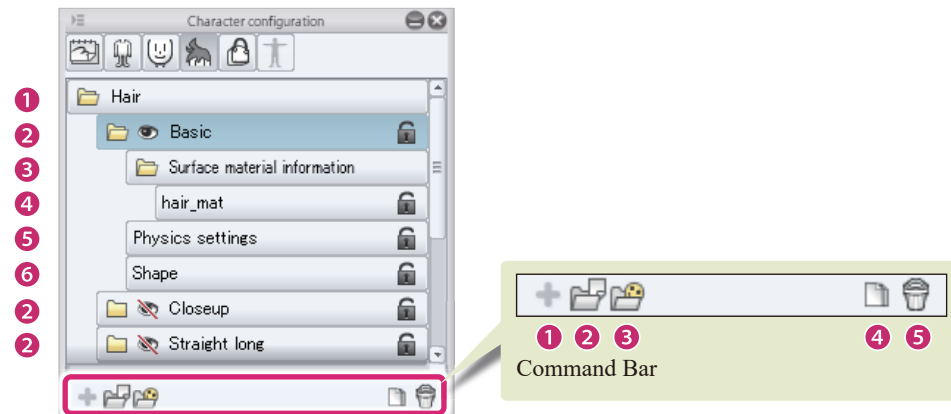 Character configuration
1 Hair
2 Basic
3 Surface material information
4 hair_mat
5 Physics settings
6 Shape
2 Closeup
2 Straight long
1 2 3 4 5
Command Bar